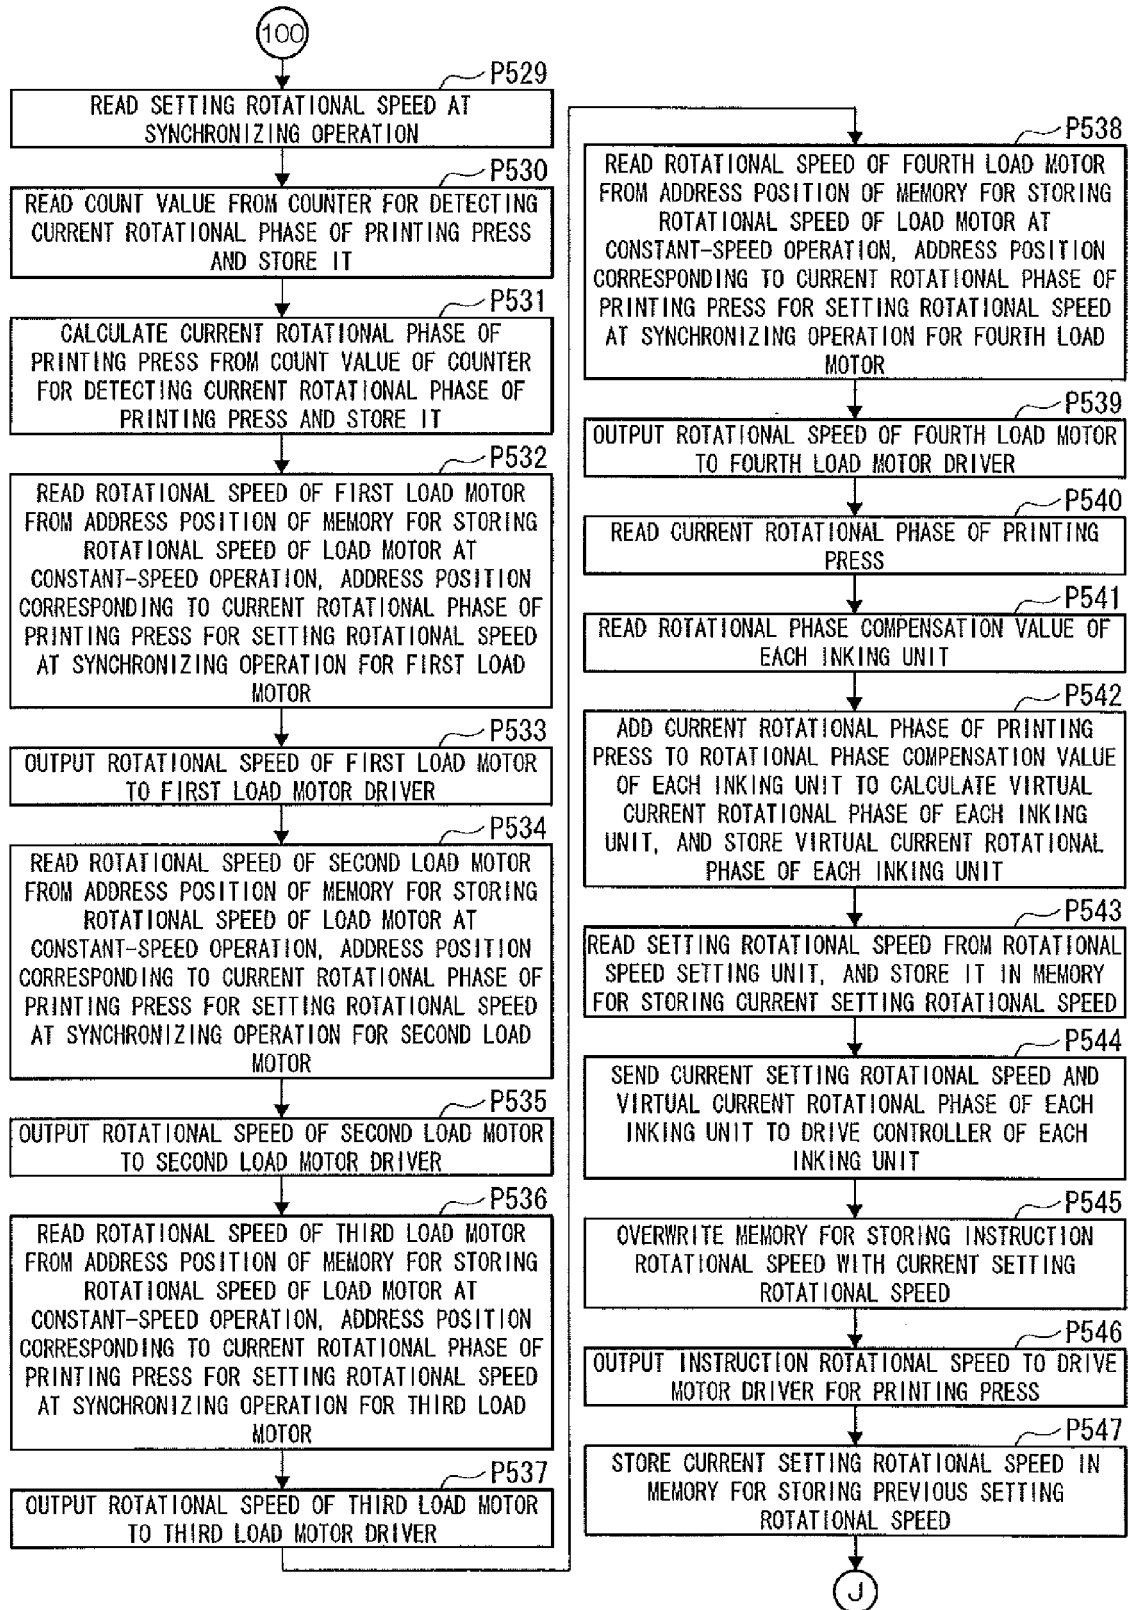 100
P529
READ SETTING ROTATIONAL SPEED AT
SYNCHRONIZING OPERATION
P530
READ COUNT VALUE FROM COUNTER FOR DETECTING
CURRENT ROTATIONAL PHASE OF PRINTING PRESS
AND STORE IT
P531
CALCULATE CURRENT ROTATIONAL PHASE OF
PRINTING PRESS FROM COUNT VALUE OF COUNTER
FOR DETECTING CURRENT ROTATIONAL PHASE OF
PRINTING PRESS AND STORE IT
P532
READ ROTATIONAL SPEED OF FIRST LOAD MOTOR
FROM ADDRESS POSITION OF MEMORY FOR STORING
ROTATIONAL SPEED OF LOAD MOTOR AT
CONSTANT-SPEED OPERATION, ADDRESS POSITION
CORRESPONDING TO CURRENT ROTATIONAL PHASE OF
PRINTING PRESS FOR SETTING ROTATIONAL SPEED
AT SYNCHRONIZING OPERATION FOR FIRST LOAD
MOTOR
P533
OUTPUT ROTATIONAL SPEED OF FIRST LOAD MOTOR
TO FIRST LOAD MOTOR DRIVER
P534
READ ROTATIONAL SPEED OF SECOND LOAD MOTOR
FROM ADDRESS POSITION OF MEMORY FOR STORING
ROTATIONAL SPEED OF LOAD MOTOR AT
CONSTANT-SPEED OPERATION, ADDRESS POSITION
CORRESPONDING TO CURRENT ROTATIONAL PHASE OF
PRINTING PRESS FOR SETTING ROTATIONAL SPEED
AT SYNCHRONIZING OPERATION FOR SECOND LOAD
MOTOR
P535
OUTPUT ROTATIONAL SPEED OF SECOND LOAD MOTOR
TO SECOND LOAD MOTOR DRIVER
P536
READ ROTATIONAL SPEED OF THIRD LOAD MOTOR
FROM ADDRESS POSITION OF MEMORY FOR STORING
ROTATIONAL SPEED OF LOAD MOTOR AT
CONSTANT-SPEED OPERATION, ADDRESS POSITION
CORRESPONDING TO CURRENT ROTATIONAL PHASE OF
PRINTING PRESS FOR SETTING ROTATIONAL SPEED
AT SYNCHRONIZING OPERATION FOR THIRD LOAD
MOTOR
P537
OUTPUT ROTATIONAL SPEED OF THIRD LOAD MOTOR
TO THIRD LOAD MOTOR DRIVER
P538
READ ROTATIONAL SPEED OF FOURTH LOAD MOTOR
FROM ADDRESS POSITION OF MEMORY FOR STORING
ROTATIONAL SPEED OF LOAD MOTOR AT
CONSTANT-SPEED OPERATION, ADDRESS POSITION
CORRESPONDING TO CURRENT ROTATIONAL PHASE OF
PRINTING PRESS FOR SETTING ROTATIONAL SPEED
AT SYNCHRONIZING OPERATION FOR FOURTH LOAD
MOTOR
P539
OUTPUT ROTATIONAL SPEED OF FOURTH LOAD MOTOR
TO FOURTH LOAD MOTOR DRIVER
P540
READ CURRENT ROTATIONAL PHASE OF PRINTING
PRESS
P541
READ ROTATIONAL PHASE COMPENSATION VALUE OF
EACH INKING UNIT
P542
ADD CURRENT ROTATIONAL PHASE OF PRINTING
PRESS TO ROTATIONAL PHASE COMPENSATION VALUE
OF EACH INKING UNIT TO CALCULATE VIRTUAL
CURRENT ROTATIONAL PHASE OF EACH INKING
UNIT, AND STORE VIRTUAL CURRENT ROTATIONAL
PHASE OF EACH INKING UNIT
P543
READ SETTING ROTATIONAL SPEED FROM ROTATIONAL
SPEED SETTING UNIT, AND STORE IT IN MEMORY
FOR STORING CURRENT SETTING ROTATIONAL SPEED
P544
SEND CURRENT SETTING ROTATIONAL SPEED AND
VIRTUAL CURRENT ROTATIONAL PHASE OF EACH
INKING UNIT TO DRIVE CONTROLLER OF EACH
INKING UNIT
P545
OVERWRITE MEMORY FOR STORING INSTRUCTION
ROTATIONAL SPEED WITH CURRENT SETTING
ROTATIONAL SPEED
P546
OUTPUT INSTRUCTION ROTATIONAL SPEED TO DRIVE
MOTOR DRIVER FOR PRINTING PRESS
P547
STORE CURRENT SETTING ROTATIONAL SPEED IN
MEMORY FOR STORING PREVIOUS SETTING
ROTATIONAL SPEED
J